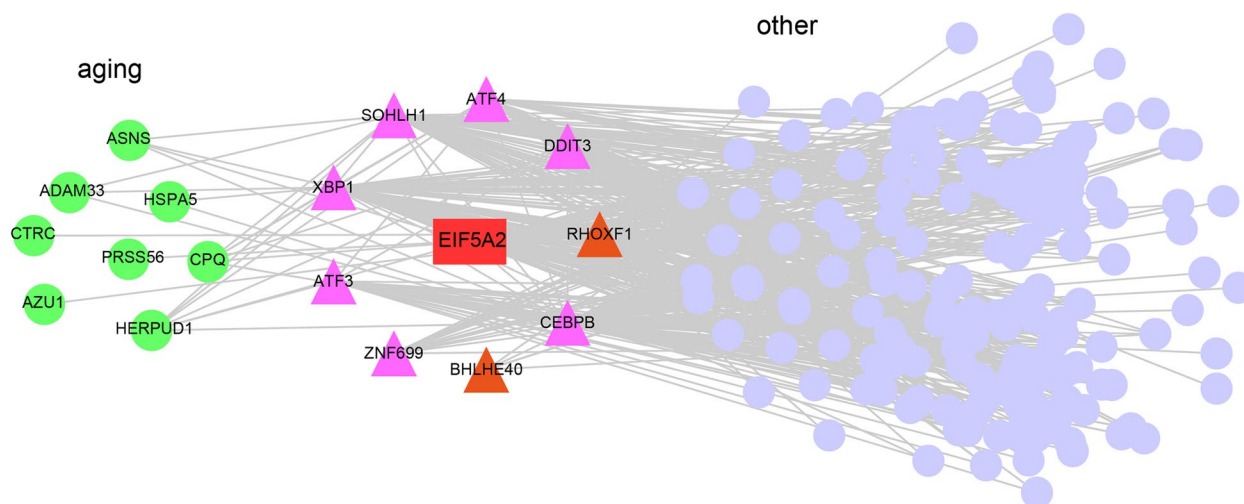 other
aging
ATF4
SOHLH1
ASNS
DDIT3
ADAM33
XBP1
HSPA5
CTRC
RHOXF1
EIF5A2
PRSS56
CPQ
ATF3
AZU1
CEBPB
HERPUD1
ZNF699
BHLHE40